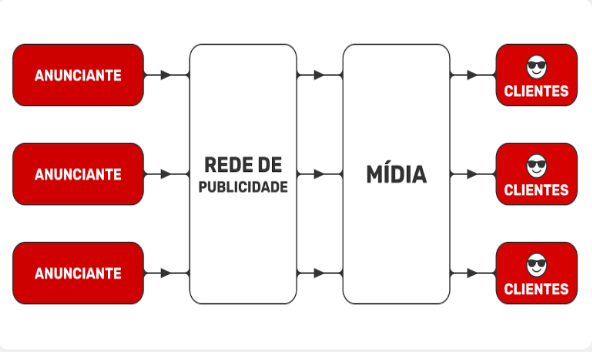 ANUNCIANTE
ANUNCIANTE
ANUNCIANTE
REDE DE
PUBLICIDADE
MÍDIA
CLIENTES
CLIENTES
CLIENTES